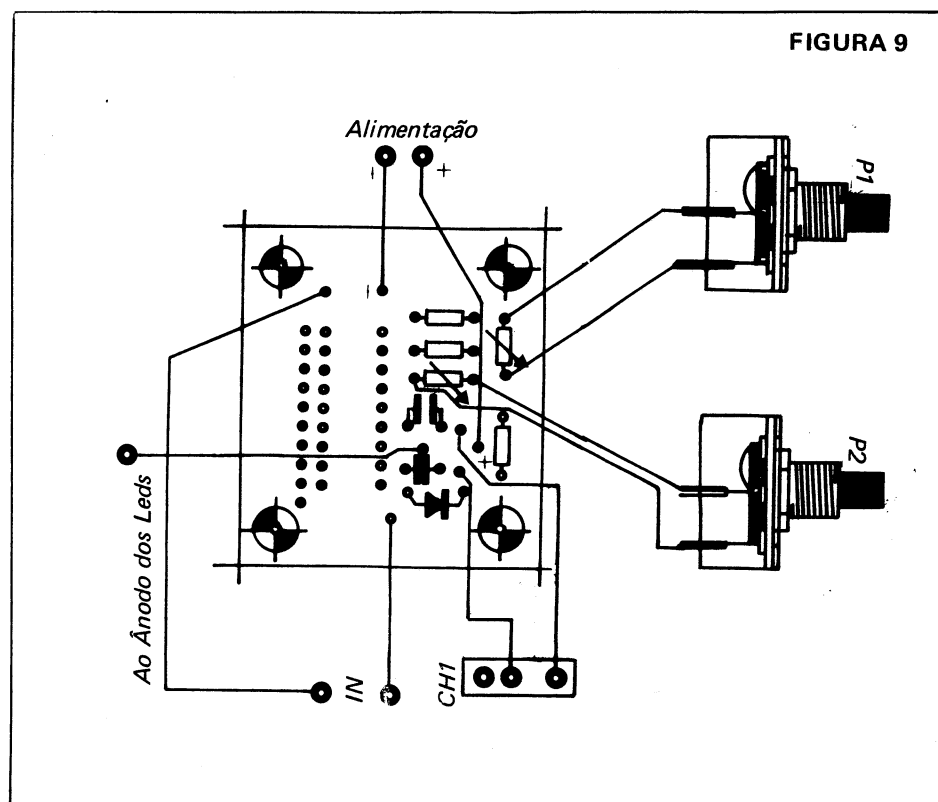 FIGURA 9
Alimentação
- +
P1
-
+
P2
Ao Ânodo dos Leds
IN
CH1